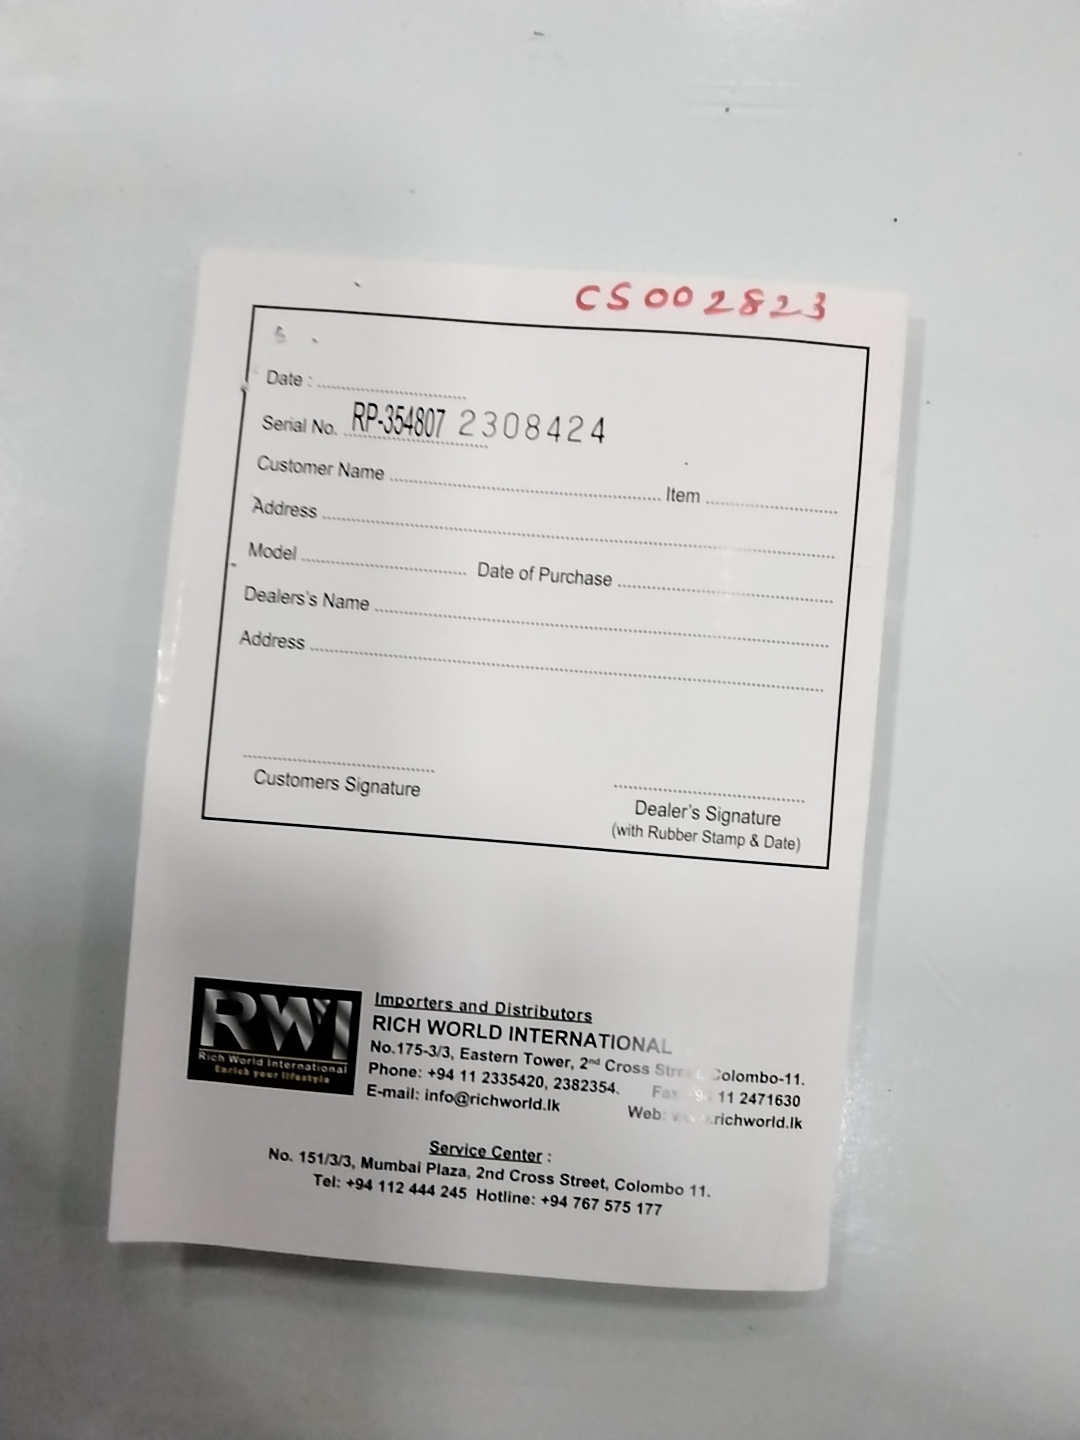 CS002823
Date : ............................
Serial No. RP-354807 2308424
Customer Name .................................................... Item .........................
Address ..............................................................................................
Model ............................... Date of Purchase ........................................
Dealers's Name ..................................................................................
Address ..............................................................................................
Customers Signature
Dealer's Signature
(with Rubber Stamp & Date)
RWI
Rich World International
Enrich your lifestyle
Importers and Distributors
RICH WORLD INTERNATIONAL
No.175-3/3, Eastern Tower, 2nd Cross Street, Colombo-11.
Phone: +94 11 2335420, 2382354. Fax 11 2471630
E-mail: info@richworld.lk Web: .richworld.lk
Service Center :
No. 151/3/3, Mumbai Plaza, 2nd Cross Street, Colombo 11.
Tel: +94 112 444 245 Hotline: +94 767 575 177